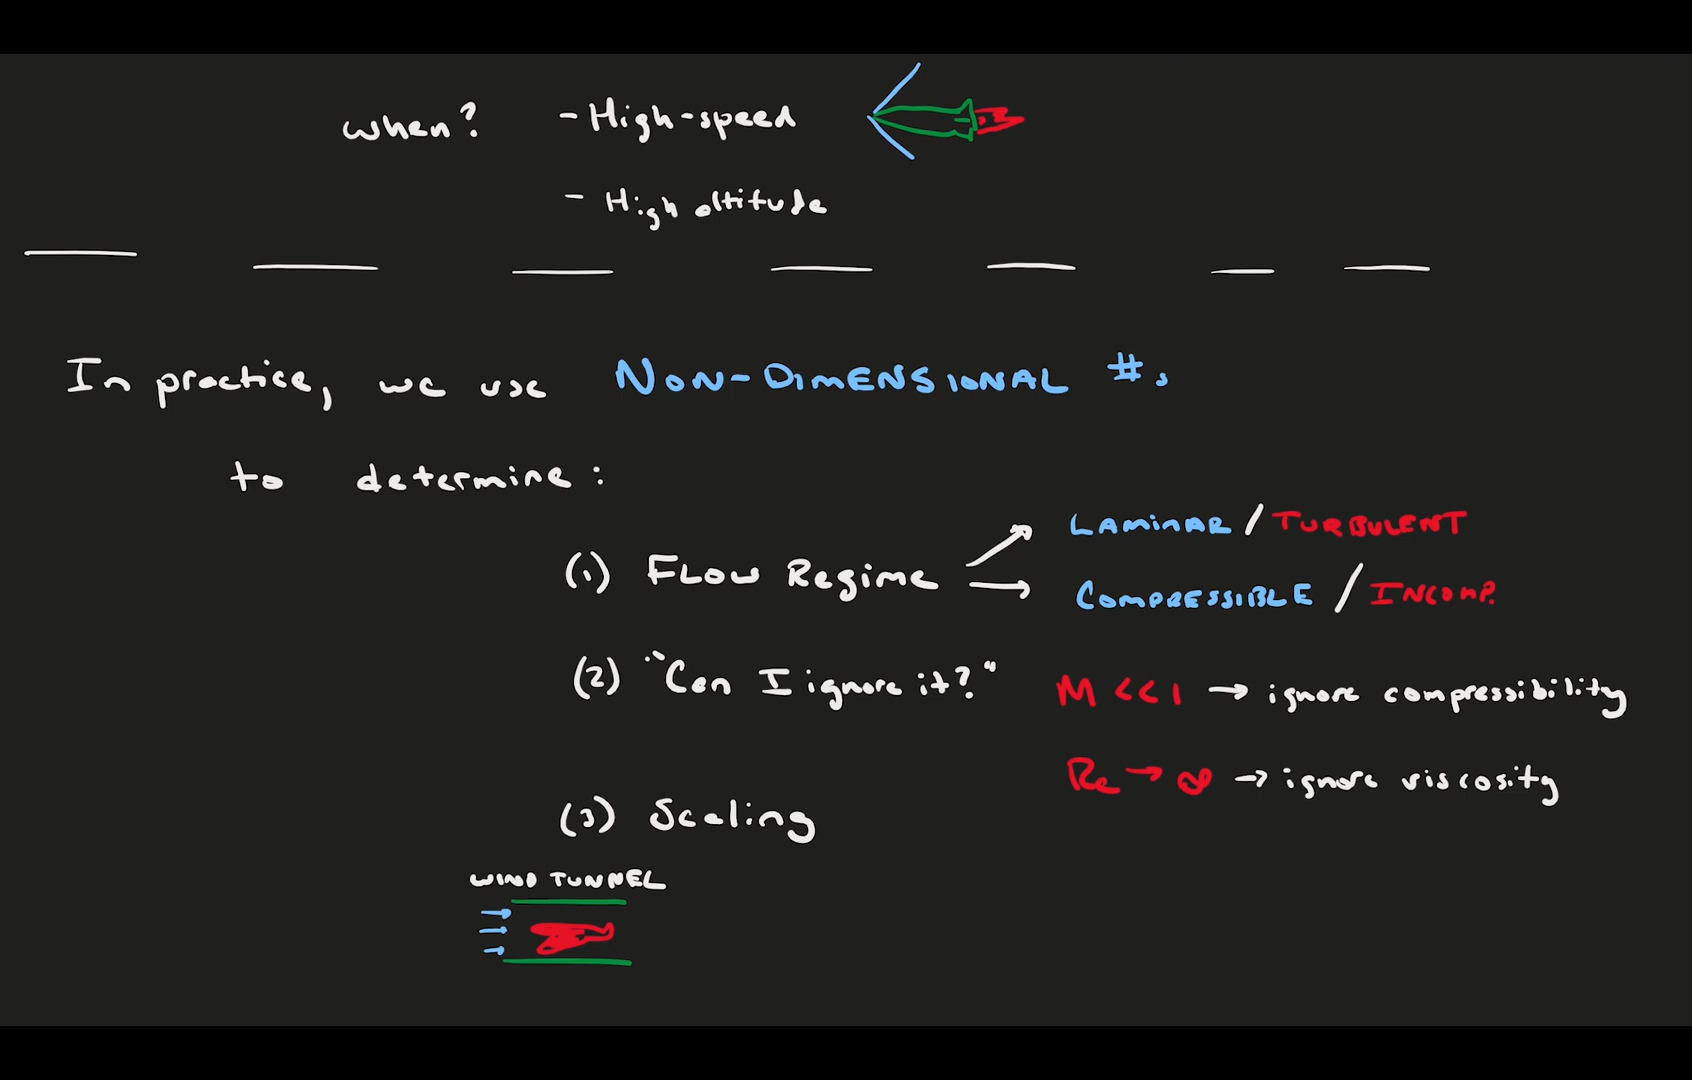 when? - High-speed
- High altitude
In practice, we use NON-DIMENSIONAL #s
to determine:
LAMINAR / TURBULENT
(1) FLOW Regime
COMPRESSIBLE / INCOMP.
(2) "Can I ignore it?" M << 1 → ignore compressibility
Re → ∞ → ignore viscosity
(3) Scaling
WIND TUNNEL